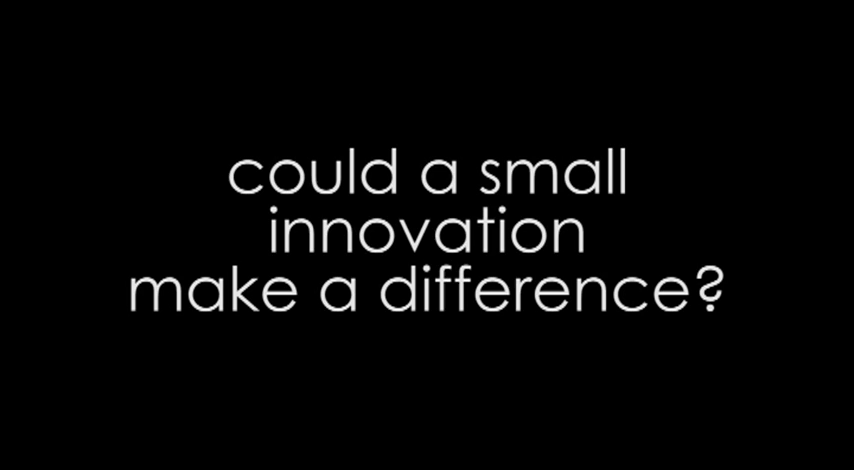 could a small
innovation
make a difference?